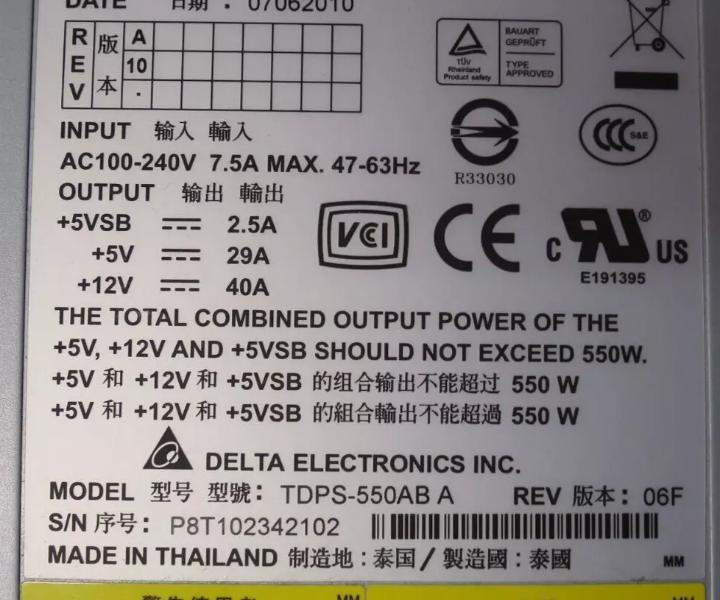 DATE 日期 : 07062010
REV 版本 A
10
.
TÜV
Rheinland
Product safety
BAUART
GEPRÜFT
TYPE
APPROVED
INPUT 输入 輸入
AC100-240V 7.5A MAX. 47-63Hz
R33030
CCC S&E
OUTPUT 输出 輸出
+5VSB 2.5A
+5V 29A
+12V 40A
VCI
CE
c RU ® US
E191395
THE TOTAL COMBINED OUTPUT POWER OF THE
+5V, +12V AND +5VSB SHOULD NOT EXCEED 550W.
+5V 和 +12V 和 +5VSB 的组合输出不能超过 550 W
+5V 和 +12V 和 +5VSB 的組合輸出不能超過 550 W
DELTA ELECTRONICS INC.
MODEL 型号 型號: TDPS-550AB A REV 版本: 06F
S/N 序号: P8T102342102
MADE IN THAILAND 制造地:泰国 / 製造國:泰國 MM
MM
MM